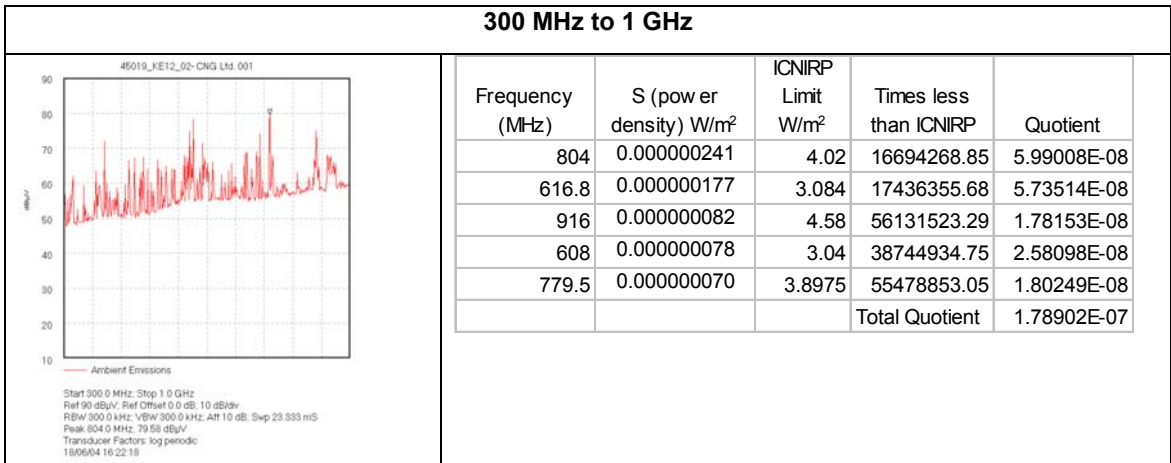 300 MHz to 1 GHz
45019_KE12_02- CNG Ltd. 001
90
80
70
60
50
40
30
20
10
dBµV
Ambient Emissions
Start 300.0 MHz; Stop 1.0 GHz
Ref 90 dBµV; Ref Offset 0.0 dB; 10 dB/div
RBW 300.0 kHz; VBW 300.0 kHz; Att 10 dB; Swp 23.333 mS
Peak 804.0 MHz, 79.58 dBµV
Transducer Factors: log periodic
18/06/04 16:22:18
Frequency (MHz) S (pow er density) W/m² ICNIRP Limit W/m² Times less than ICNIRP Quotient
804 0.000000241 4.02 16694268.85 5.99008E-08
616.8 0.000000177 3.084 17436355.68 5.73514E-08
916 0.000000082 4.58 56131523.29 1.78153E-08
608 0.000000078 3.04 38744934.75 2.58098E-08
779.5 0.000000070 3.8975 55478853.05 1.80249E-08
Total Quotient 1.78902E-07